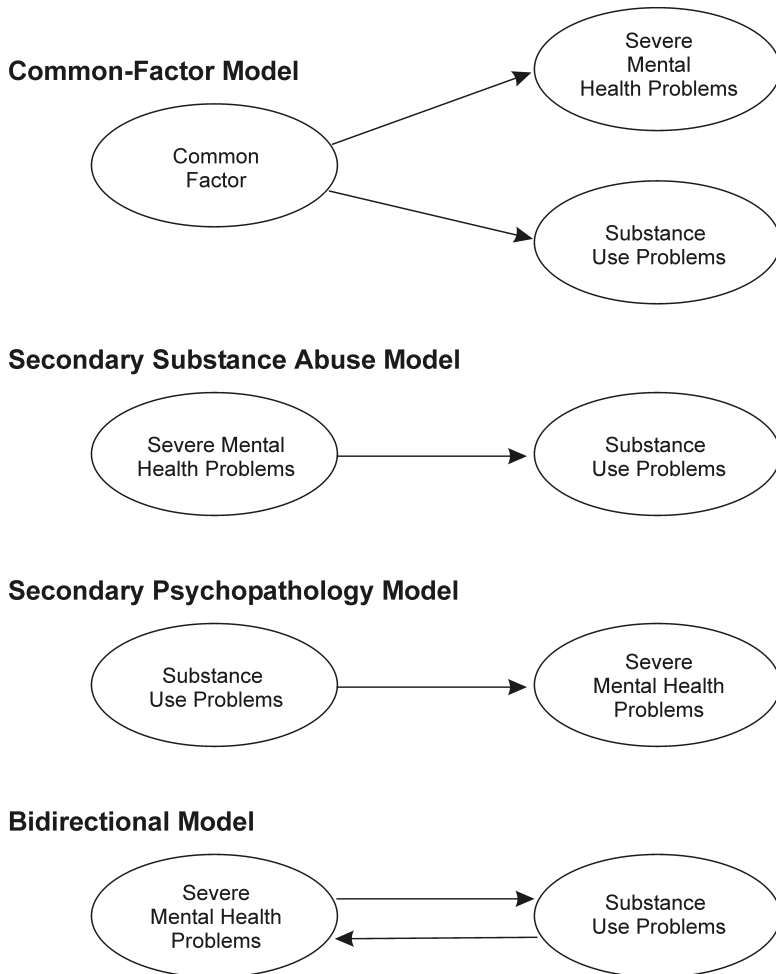 Common-Factor Model
Common
Factor
Severe
Mental
Health Problems
Substance
Use Problems
Secondary Substance Abuse Model
Severe Mental
Health Problems
Substance
Use Problems
Secondary Psychopathology Model
Substance
Use Problems
Severe
Mental Health
Problems
Bidirectional Model
Severe
Mental Health
Problems
Substance
Use Problems